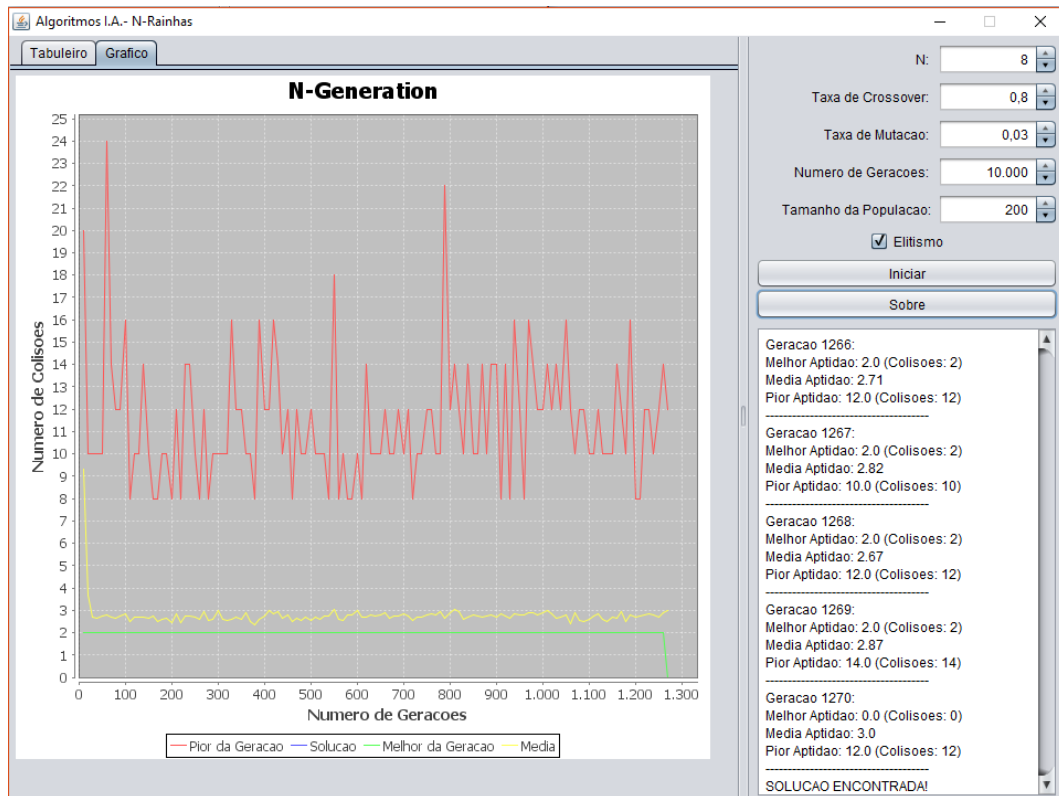 Algoritmos I.A.- N-Rainhas
Tabuleiro
Grafico
N-Generation
Numero de Colisoes
25
24
23
22
21
20
19
18
17
16
15
14
13
12
11
10
9
8
7
6
5
4
3
2
1
0
0 100 200 300 400 500 600 700 800 900 1.000 1.100 1.200 1.300
Numero de Geracoes
Pior da Geracao Solucao Melhor da Geracao Media
N: 8
Taxa de Crossover: 0,8
Taxa de Mutacao: 0,03
Numero de Geracoes: 10.000
Tamanho da Populacao: 200
Elitismo
Iniciar
Sobre
Geracao 1266:
Melhor Aptidao: 2.0 (Colisoes: 2)
Media Aptidao: 2.71
Pior Aptidao: 12.0 (Colisoes: 12)
-------------------------------------
Geracao 1267:
Melhor Aptidao: 2.0 (Colisoes: 2)
Media Aptidao: 2.82
Pior Aptidao: 10.0 (Colisoes: 10)
-------------------------------------
Geracao 1268:
Melhor Aptidao: 2.0 (Colisoes: 2)
Media Aptidao: 2.67
Pior Aptidao: 12.0 (Colisoes: 12)
-------------------------------------
Geracao 1269:
Melhor Aptidao: 2.0 (Colisoes: 2)
Media Aptidao: 2.87
Pior Aptidao: 14.0 (Colisoes: 14)
-------------------------------------
Geracao 1270:
Melhor Aptidao: 0.0 (Colisoes: 0)
Media Aptidao: 3.0
Pior Aptidao: 12.0 (Colisoes: 12)
-------------------------------------
SOLUCAO ENCONTRADA!